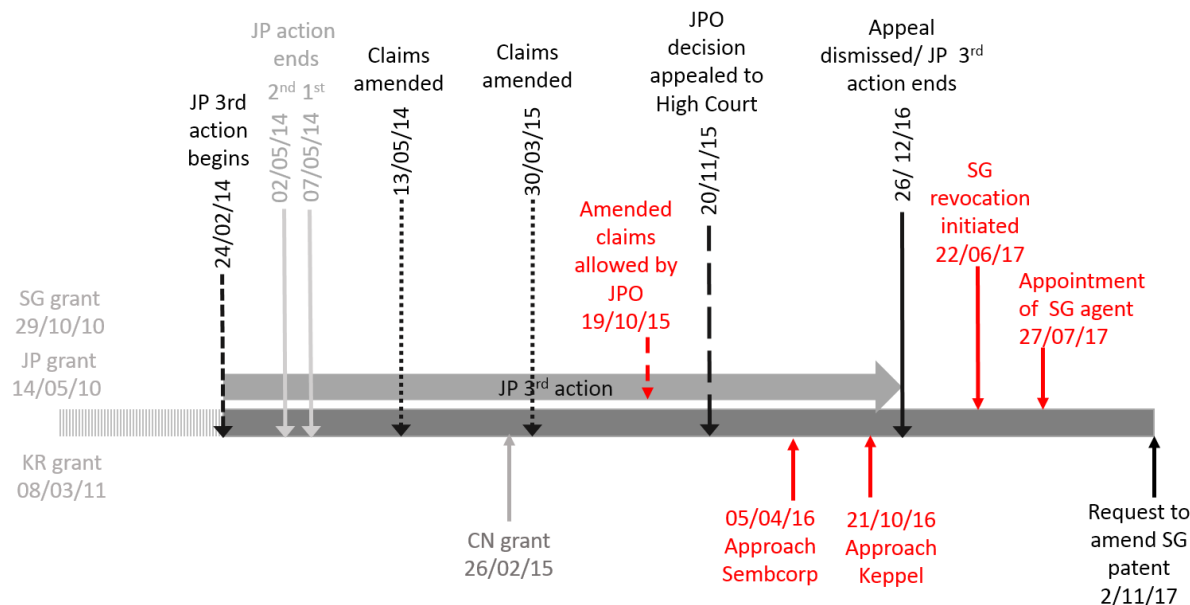 JP action
ends
2nd 1st
02/05/14
07/05/14
JP 3rd
action
begins
24/02/14
Claims
amended
13/05/14
Claims
amended
30/03/15
JPO
decision
appealed to
High Court
20/11/15
Appeal
dismissed/ JP 3rd
action ends
26/ 12/16
Amended
claims
allowed by
JPO
19/10/15
SG
revocation
initiated
22/06/17
Appointment
of SG agent
27/07/17
SG grant
29/10/10
JP grant
14/05/10
JP 3rd action
KR grant
08/03/11
CN grant
26/02/15
05/04/16
Approach
Sembcorp
21/10/16
Approach
Keppel
Request to
amend SG
patent
2/11/17